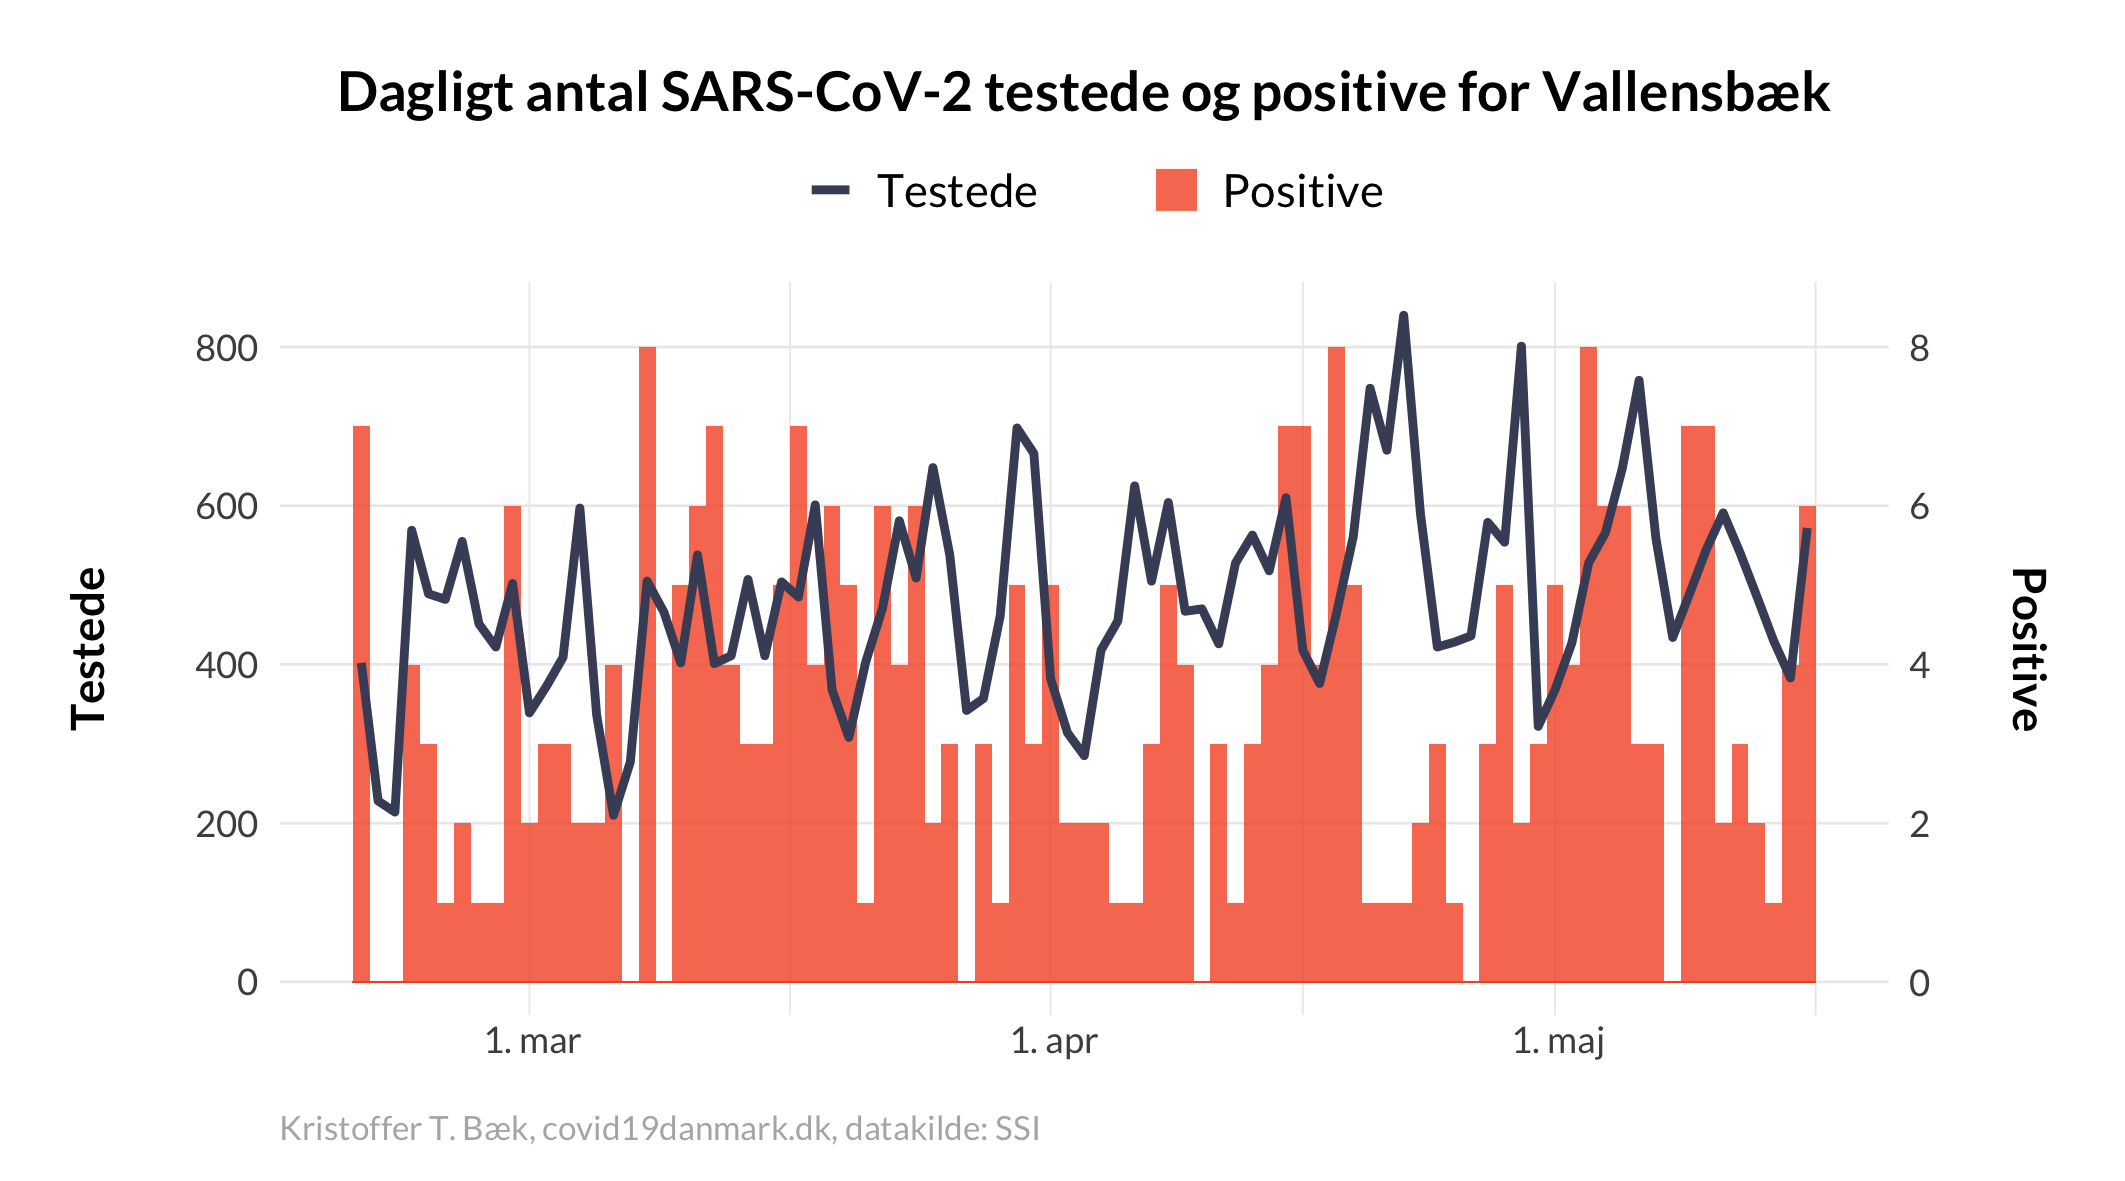 Dagligt antal SARS-CoV-2 testede og positive for Vallensbæk
Testede
Positive
800
600
400
200
0
Testede
8
6
4
2
0
Positive
1. mar
1. apr
1. maj
Kristoffer T. Bæk, covid19danmark.dk, datakilde: SSI